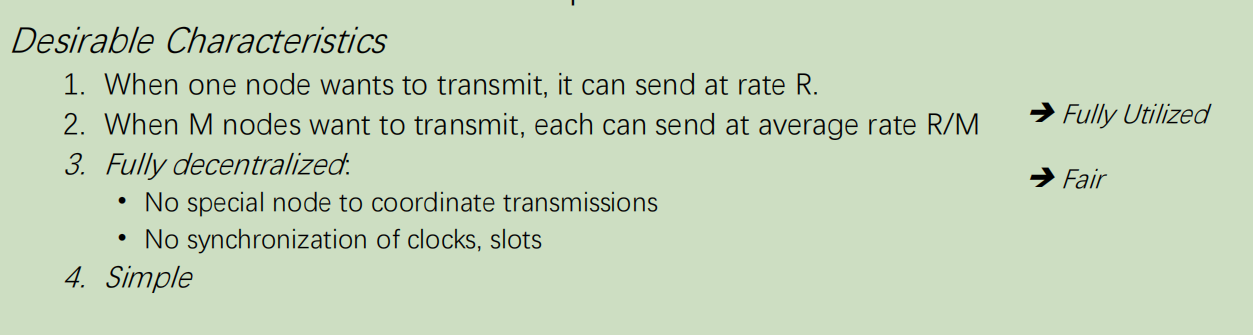 Desirable Characteristics
1. When one node wants to transmit, it can send at rate R.
2. When M nodes want to transmit, each can send at average rate R/M
➔ Fully Utilized
3. Fully decentralized:
➔ Fair
• No special node to coordinate transmissions
• No synchronization of clocks, slots
4. Simple